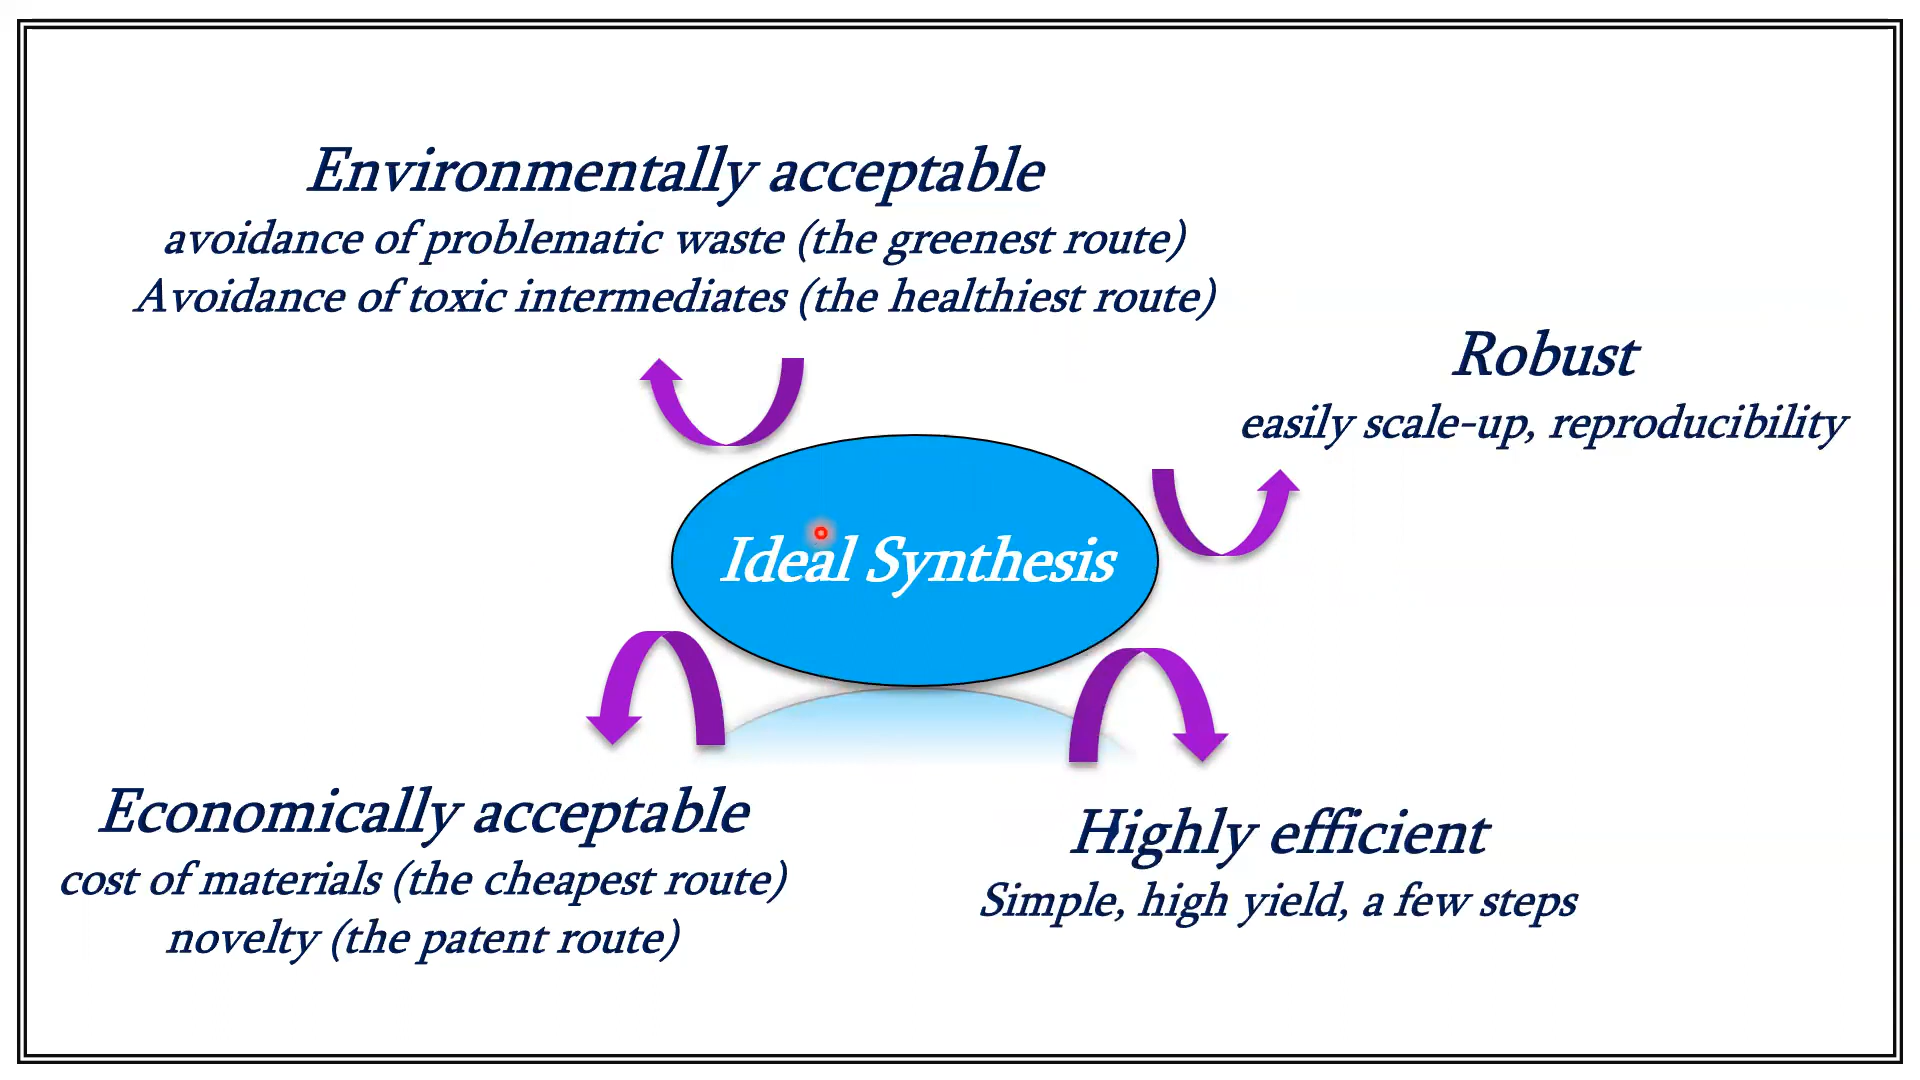 Environmentally acceptable
avoidance of problematic waste (the greenest route)
Avoidance of toxic intermediates (the healthiest route)
Robust
easily scale-up, reproducibility
Ideal Synthesis
Economically acceptable
cost of materials (the cheapest route)
novelty (the patent route)
Highly efficient
Simple, high yield, a few steps